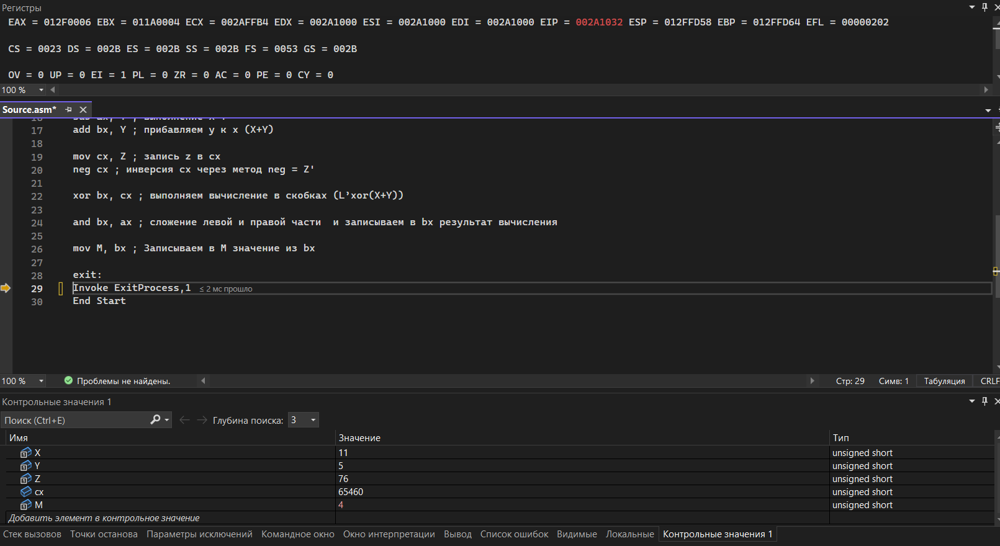 Регистры
EAX = 012F0006 EBX = 011A0004 ECX = 002AFFB4 EDX = 002A1000 ESI = 002A1000 EDI = 002A1000 EIP = 002A1032 ESP = 012FFD58 EBP = 012FFD64 EFL = 00000202
CS = 0023 DS = 002B ES = 002B SS = 002B FS = 0053 GS = 002B
OV = 0 UP = 0 EI = 1 PL = 0 ZR = 0 AC = 0 PE = 0 CY = 0
100 %
Source.asm*
17 add bx, Y ; прибавляем y к x (X+Y)
18
19 mov cx, Z ; запись z в cx
20 neg cx ; инверсия cx через метод neg = Z'
21
22 xor bx, cx ; выполняем вычисление в скобках (L’xor(X+Y))
23
24 and bx, ax ; сложение левой и правой части  и записываем в bx результат вычисления
25
26 mov M, bx ; Записываем в M значение из bx
27
28 exit:
29 Invoke ExitProcess,1 ≤ 2 мс прошло
30 End Start
100 % Проблемы не найдены. Стр: 29 Симв: 1 Табуляция CRLF
Контрольные значения 1
Поиск (Ctrl+E) Глубина поиска: 3
Имя Значение Тип
X 11 unsigned short
Y 5 unsigned short
Z 76 unsigned short
cx 65460 unsigned short
M 4 unsigned short
Добавить элемент в контрольное значение
Стек вызовов Точки останова Параметры исключений Командное окно Окно интерпретации Вывод Список ошибок Видимые Локальные Контрольные значения 1